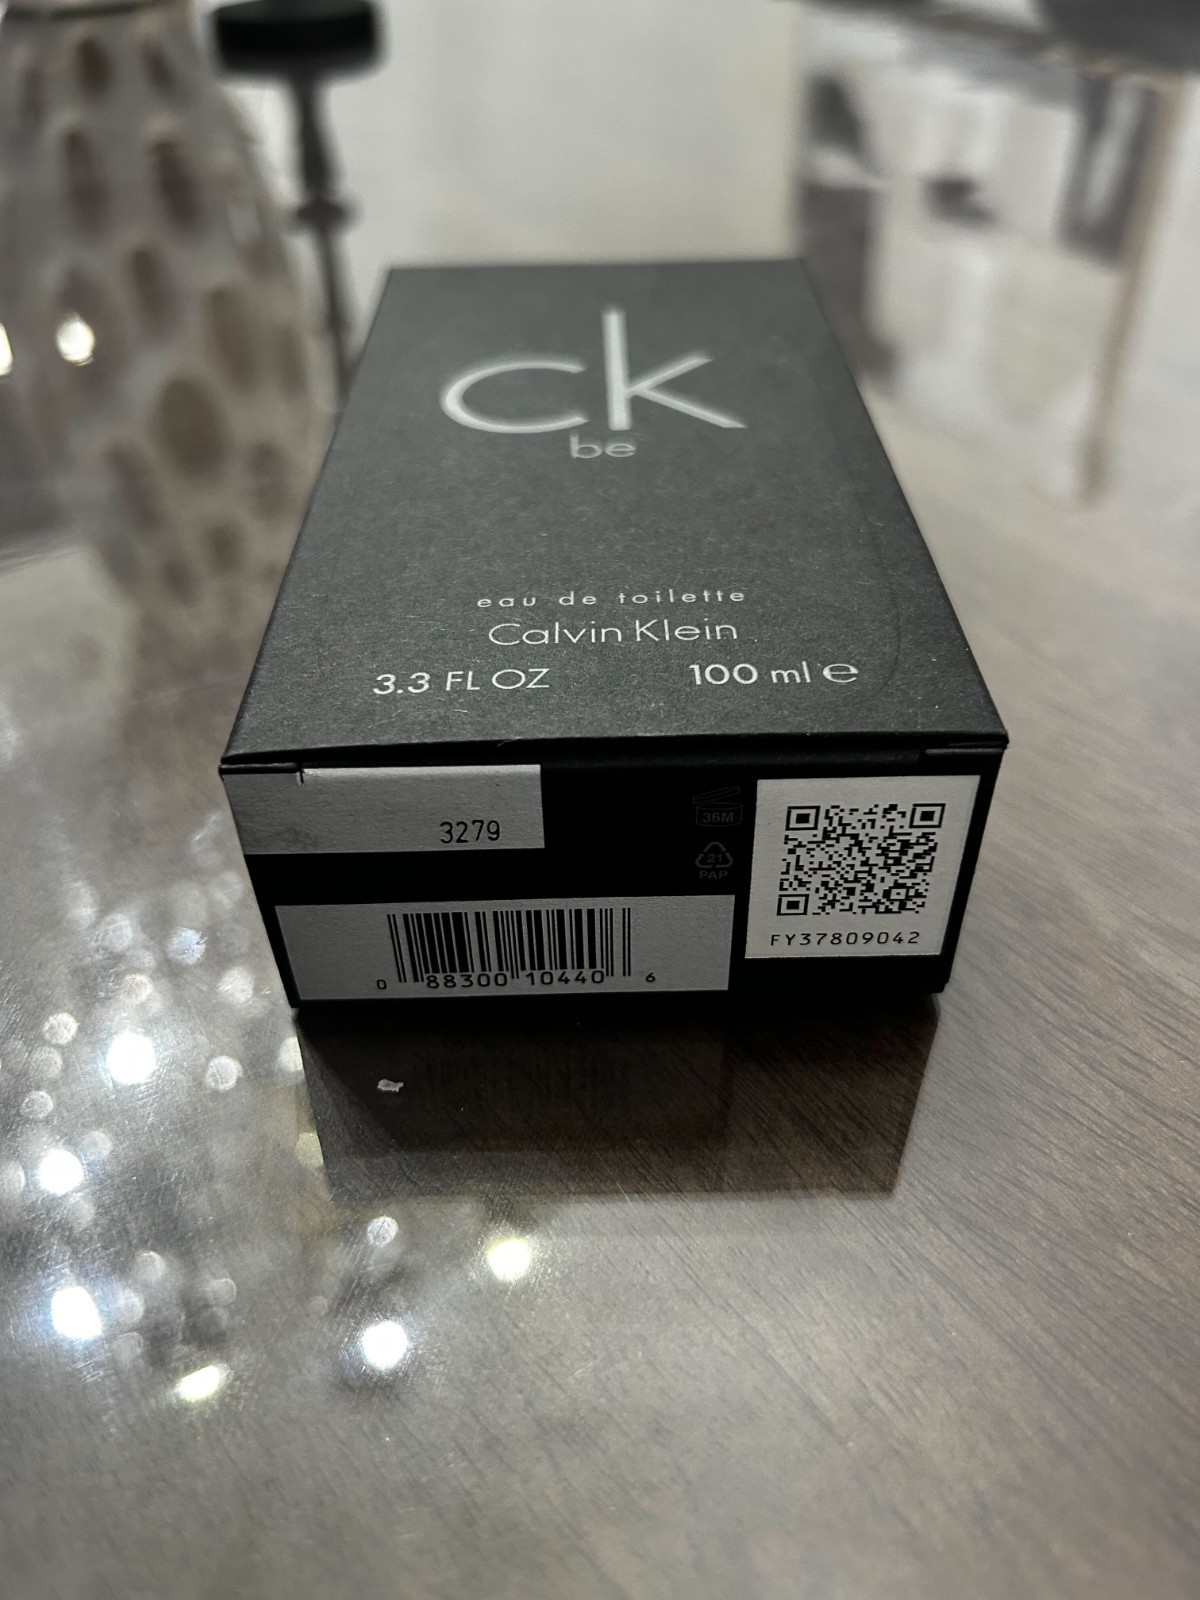 ck
be
eau de toilette
Calvin Klein
3.3 FL OZ 100 ml ℮
3279
36M
21
PAP
FY37809042
0 88300 10440 6